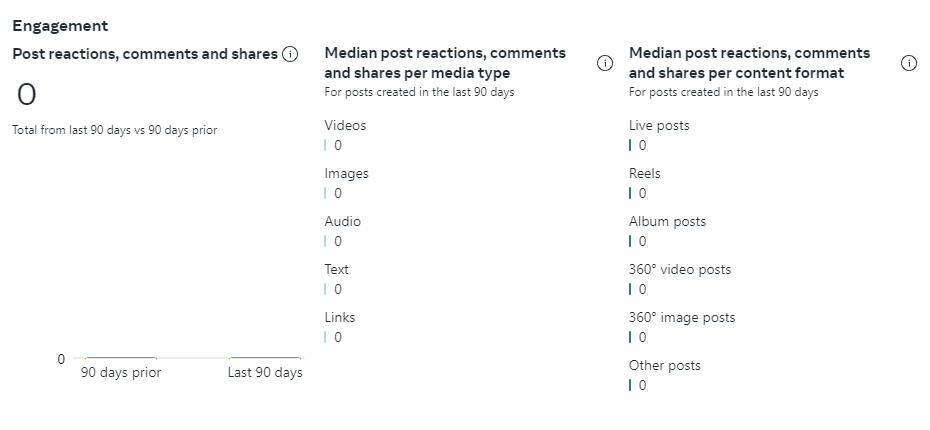 Engagement
Post reactions, comments and shares
0
Total from last 90 days vs 90 days prior
0
90 days prior
Last 90 days
Median post reactions, comments
and shares per media type
For posts created in the last 90 days
Videos
0
Images
0
Audio
0
Text
0
Links
0
Median post reactions, comments
and shares per content format
For posts created in the last 90 days
Live posts
0
Reels
0
Album posts
0
360° video posts
0
360° image posts
0
Other posts
0